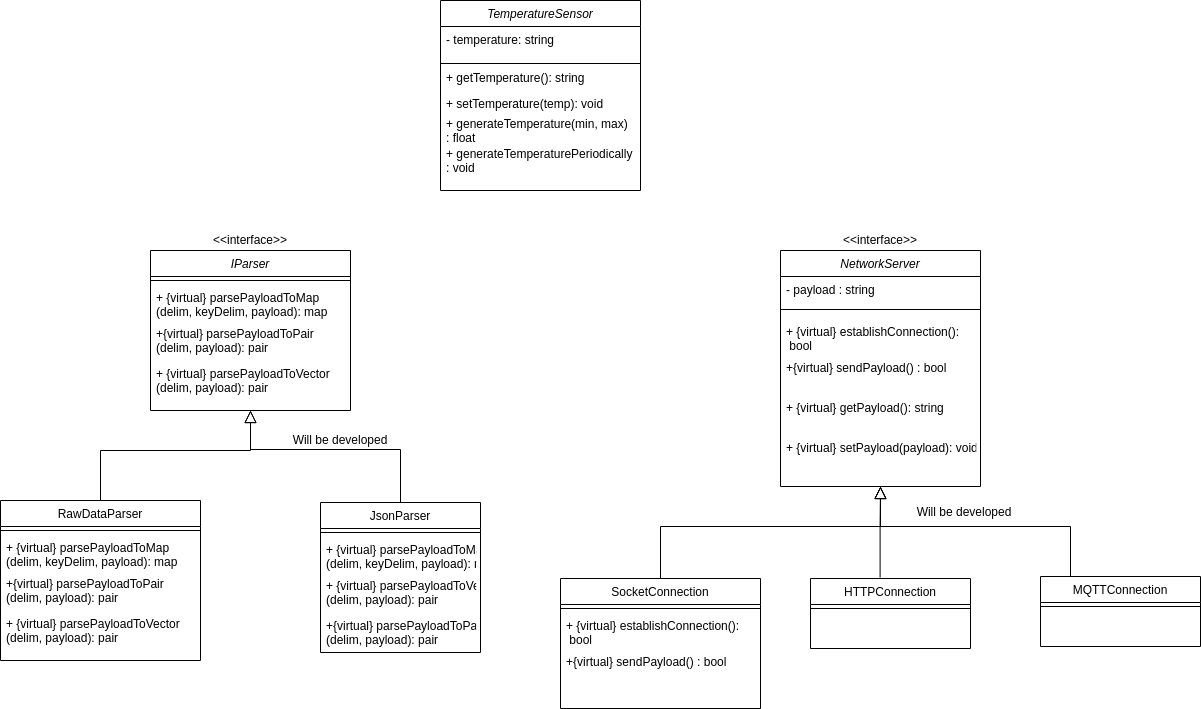 TemperatureSensor
- temperature: string
+ getTemperature(): string
+ setTemperature(temp): void
+ generateTemperature(min, max)
: float
+ generateTemperaturePeriodically
: void
<<interface>>
IParser
+ {virtual} parsePayloadToMap
(delim, keyDelim, payload): map
+{virtual} parsePayloadToPair
(delim, payload): pair
+ {virtual} parsePayloadToVector
(delim, payload): pair
<<interface>>
NetworkServer
- payload : string
+ {virtual} establishConnection():
bool
+{virtual} sendPayload() : bool
+ {virtual} getPayload(): string
+ {virtual} setPayload(payload): void
Will be developed
Will be developed
RawDataParser
+ {virtual} parsePayloadToMap
(delim, keyDelim, payload): map
+{virtual} parsePayloadToPair
(delim, payload): pair
+ {virtual} parsePayloadToVector
(delim, payload): pair
JsonParser
+ {virtual} parsePayloadToM
(delim, keyDelim, payload):
+ {virtual} parsePayloadToVe
(delim, payload): pair
+{virtual} parsePayloadToPa
(delim, payload): pair
SocketConnection
+ {virtual} establishConnection():
bool
+{virtual} sendPayload() : bool
HTTPConnection
MQTTConnection